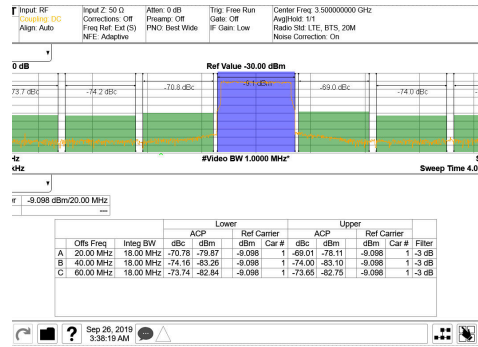 Input: RF Input Z: 50 Ω Atten: 0 dB Trig: Free Run Center Freq: 3.500000000 GHz
Coupling: DC Corrections: Off Preamp: Off Gate: Off Avg|Hold: 1/1
Align: Auto Freq Ref: Ext (S) PNO: Best Wide IF Gain: Low Radio Std: LTE, BTS, 20M
NFE: Adaptive Noise Correction: On
0 dB Ref Value -30.00 dBm
73.7 dBc -74.2 dBc -70.8 dBc -9.1 dBm -69.0 dBc -74.0 dBc
Hz #Video BW 1.0000 MHz*
kHz Sweep Time 4.0
-9.098 dBm/20.00 MHz
---
Lower Upper
ACP Ref Carrier ACP Ref Carrier
Offs Freq Integ BW dBc dBm dBm Car # dBc dBm dBm Car # Filter
A 20.00 MHz 18.00 MHz -70.78 -79.87 -9.098 1 -69.01 -78.11 -9.098 1 -3 dB
B 40.00 MHz 18.00 MHz -74.16 -83.26 -9.098 1 -74.00 -83.10 -9.098 1 -3 dB
C 60.00 MHz 18.00 MHz -73.74 -82.84 -9.098 1 -73.65 -82.75 -9.098 1 -3 dB
? Sep 26, 2019
3:38:19 AM